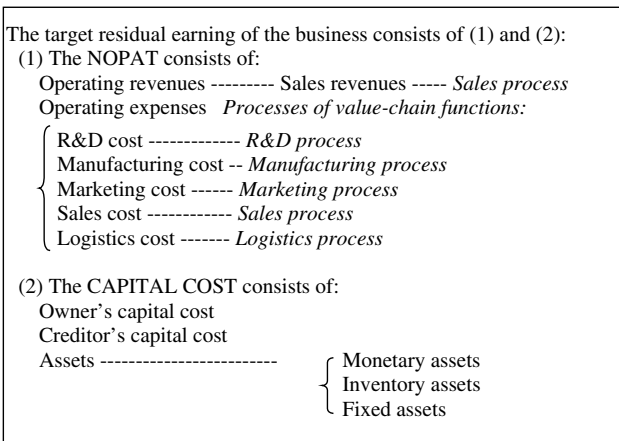 The target residual earning of the business consists of (1) and (2):
(1) The NOPAT consists of:
Operating revenues --------- Sales revenues ----- Sales process
Operating expenses Processes of value-chain functions:
R&D cost ------------- R&D process
Manufacturing cost -- Manufacturing process
Marketing cost ------ Marketing process
Sales cost ------------ Sales process
Logistics cost ------- Logistics process
(2) The CAPITAL COST consists of:
Owner's capital cost
Creditor's capital cost
Assets ------------------------- Monetary assets
Inventory assets
Fixed assets